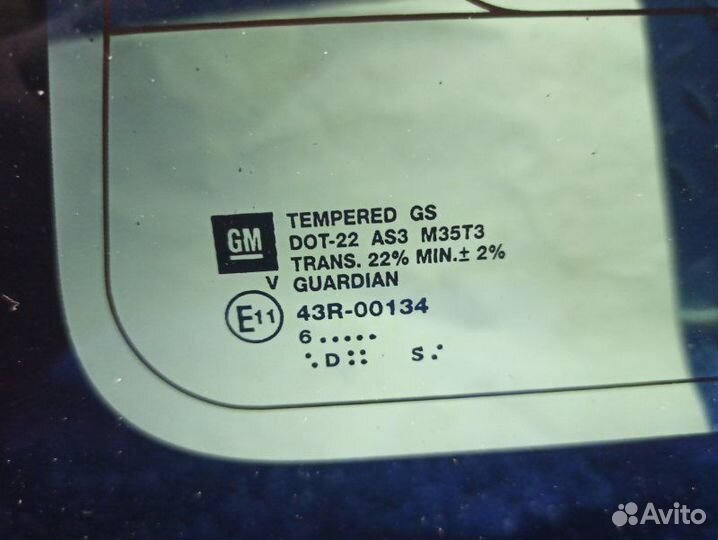 GM
TEMPERED GS
DOT-22 AS3 M35T3
TRANS. 22% MIN.± 2%
V GUARDIAN
E11 43R-00134
6.....
:. D :: S.·
Avito